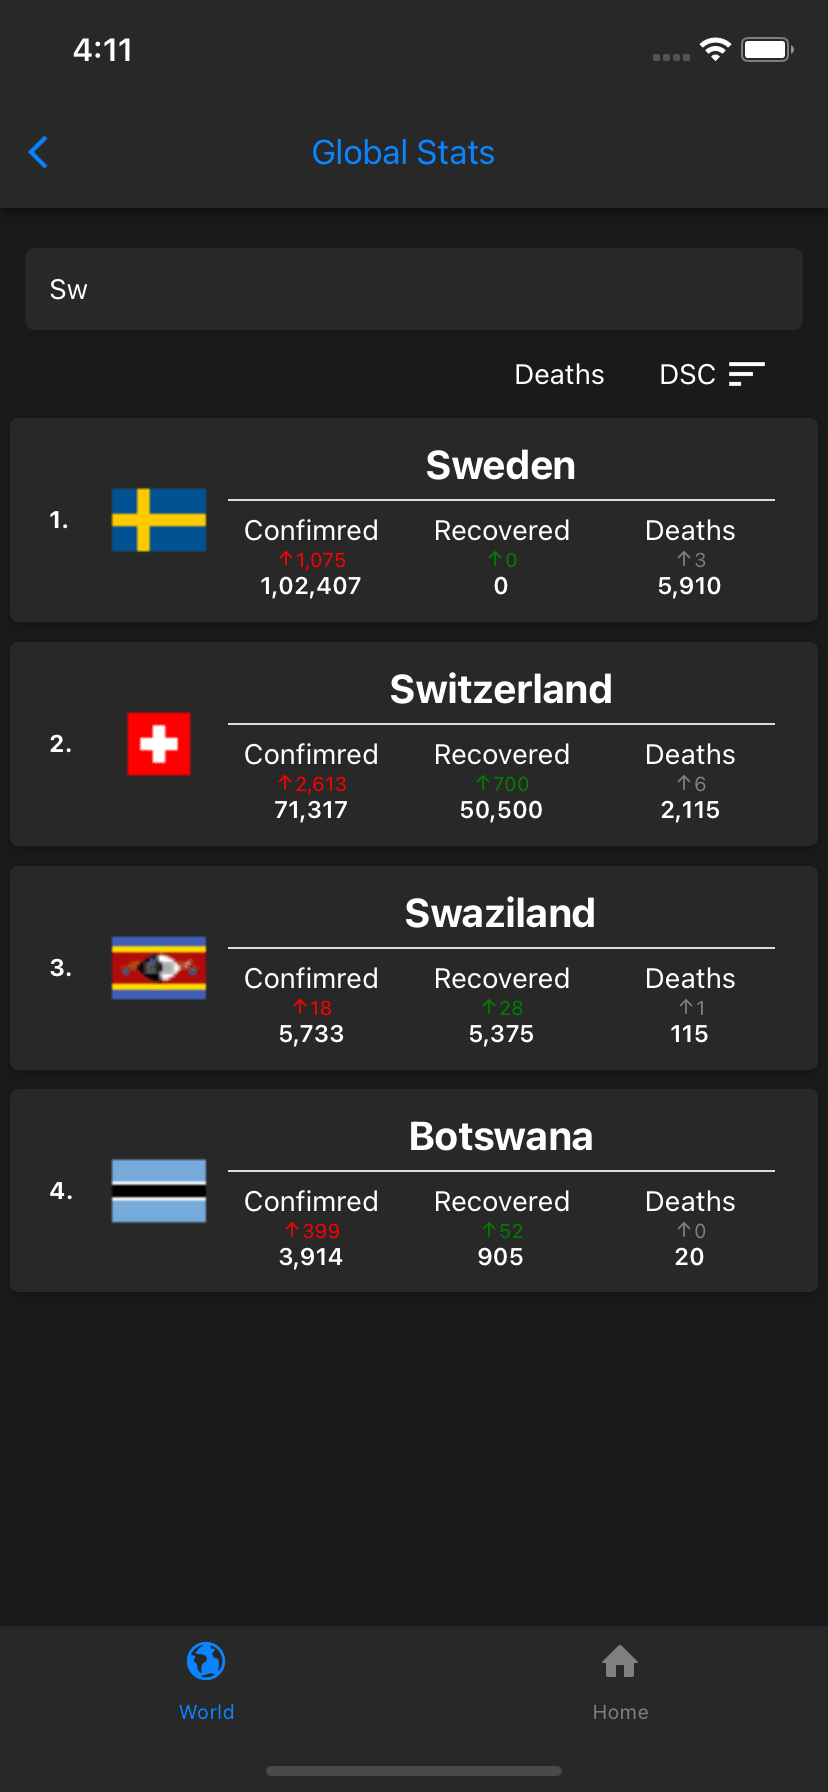 4:11
Global Stats
Sw
Deaths DSC
Sweden
1.
Confimred Recovered Deaths
↑1,075 ↑0 ↑3
1,02,407 0 5,910
Switzerland
2.
Confimred Recovered Deaths
↑2,613 ↑700 ↑6
71,317 50,500 2,115
Swaziland
3.
Confimred Recovered Deaths
↑18 ↑28 ↑1
5,733 5,375 115
Botswana
4.
Confimred Recovered Deaths
↑399 ↑52 ↑0
3,914 905 20
World Home